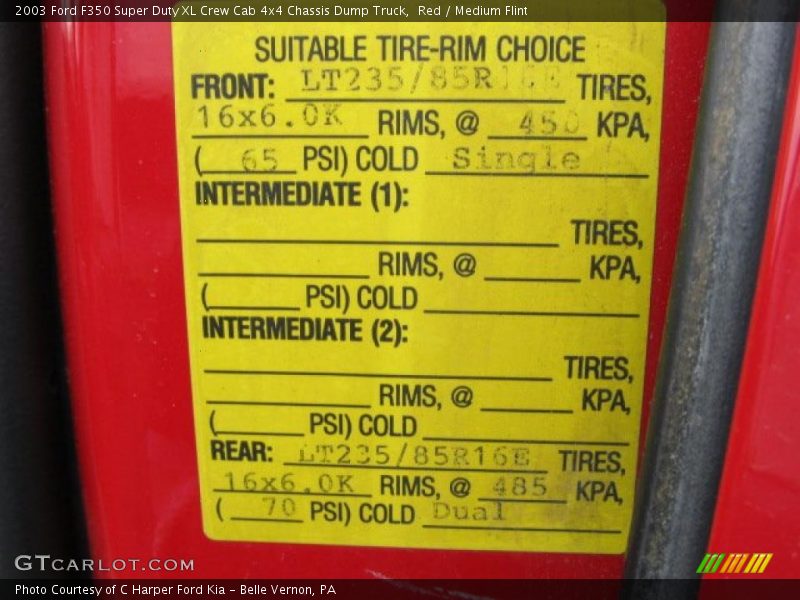 2003 Ford F350 Super Duty XL Crew Cab 4x4 Chassis Dump Truck, Red / Medium Flint
SUITABLE TIRE-RIM CHOICE
FRONT: LT235/85R16E TIRES,
16x6.0K RIMS, @ 450 KPA,
( 65 PSI) COLD Single
INTERMEDIATE (1):
TIRES,
RIMS, @ KPA,
( PSI) COLD
INTERMEDIATE (2):
TIRES,
RIMS, @ KPA,
( PSI) COLD
REAR: LT235/85R16E TIRES,
16x6.0K RIMS, @ 485 KPA,
( 70 PSI) COLD Dual
GTCARLOT.COM
Photo Courtesy of C Harper Ford Kia - Belle Vernon, PA